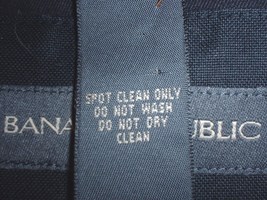 SPOT CLEAN ONLY
DO NOT WASH
DO NOT DRY
CLEAN
BANA UBLIC